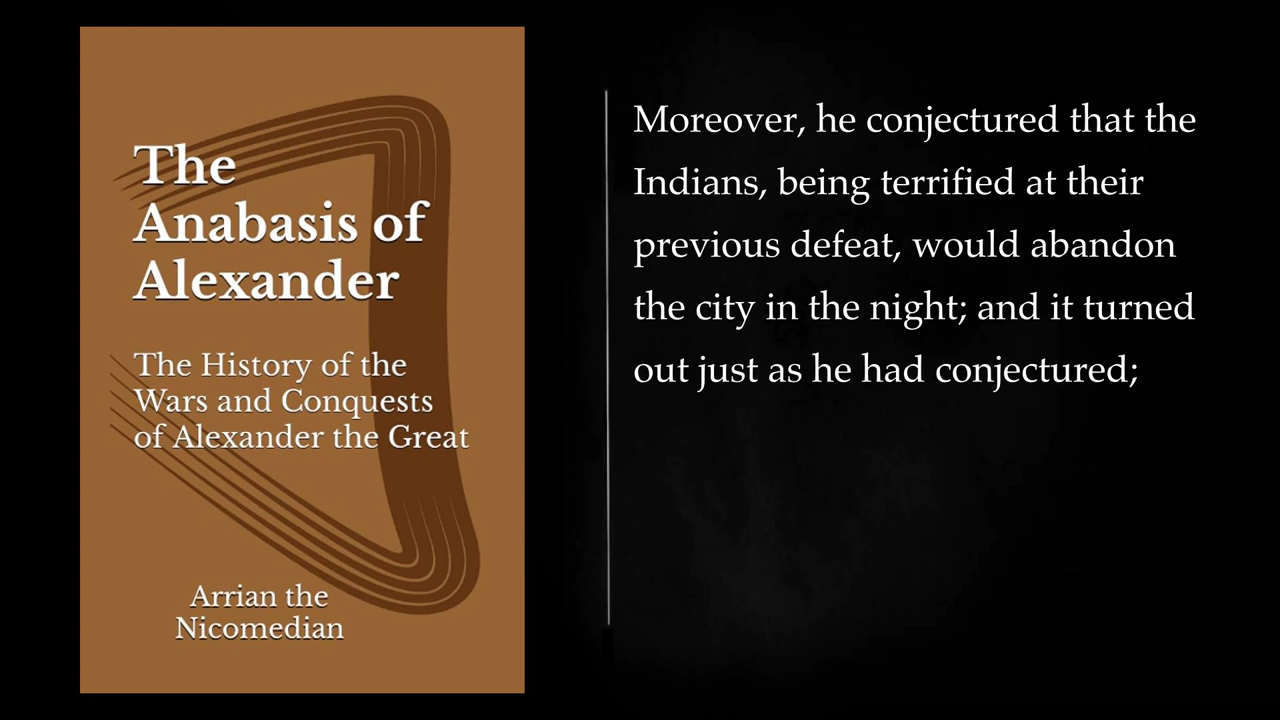 The
Anabasis of
Alexander
The History of the
Wars and Conquests
of Alexander the Great
Arrian the
Nicomedian
Moreover, he conjectured that the
Indians, being terrified at their
previous defeat, would abandon
the city in the night; and it turned
out just as he had conjectured;